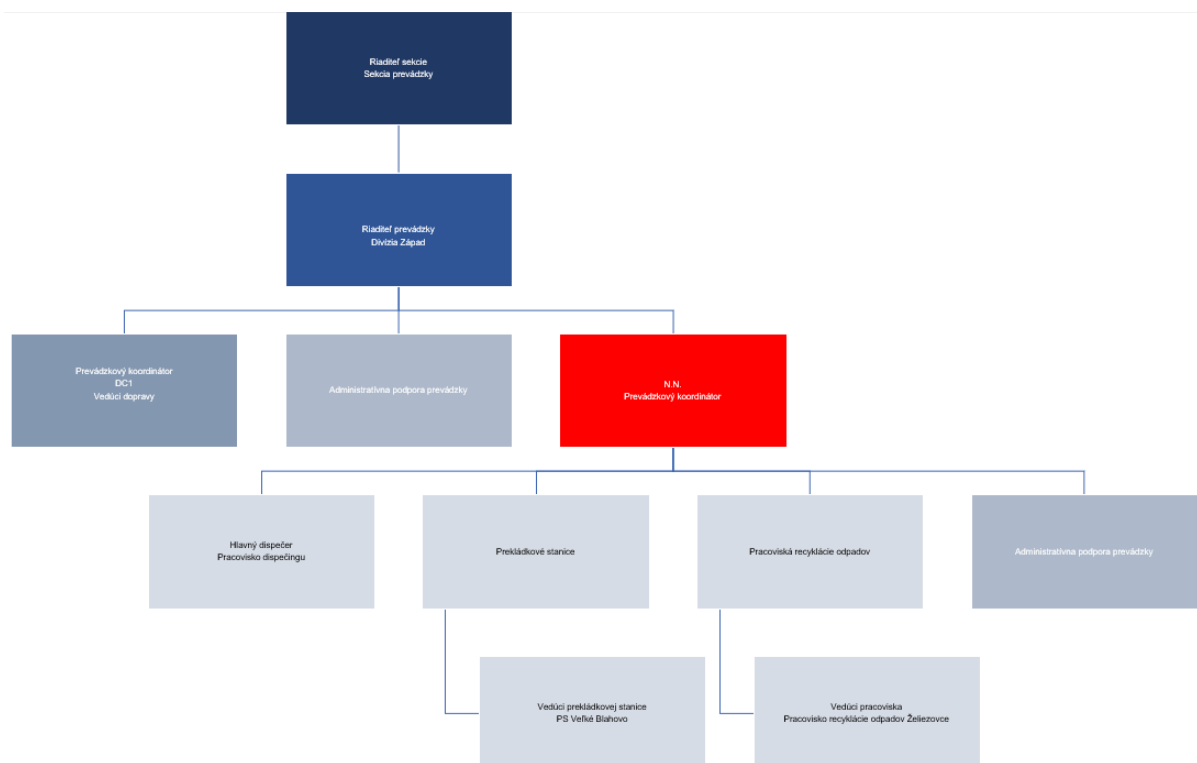 Riaditeľ sekcie
Sekcia prevádzky
Riaditeľ prevádzky
Divízia Západ
Prevádzkový koordinátor
DC1
Vedúci dopravy
Administratívna podpora prevádzky
N.N.
Prevádzkový koordinátor
Hlavný dispečer
Pracovisko dispečingu
Prekládkové stanice
Pracoviská recyklácie odpadov
Administratívna podpora prevádzky
Vedúci prekládkovej stanice
PS Veľké Blahovo
Vedúci pracoviska
Pracovisko recyklácie odpadov Želiezovce